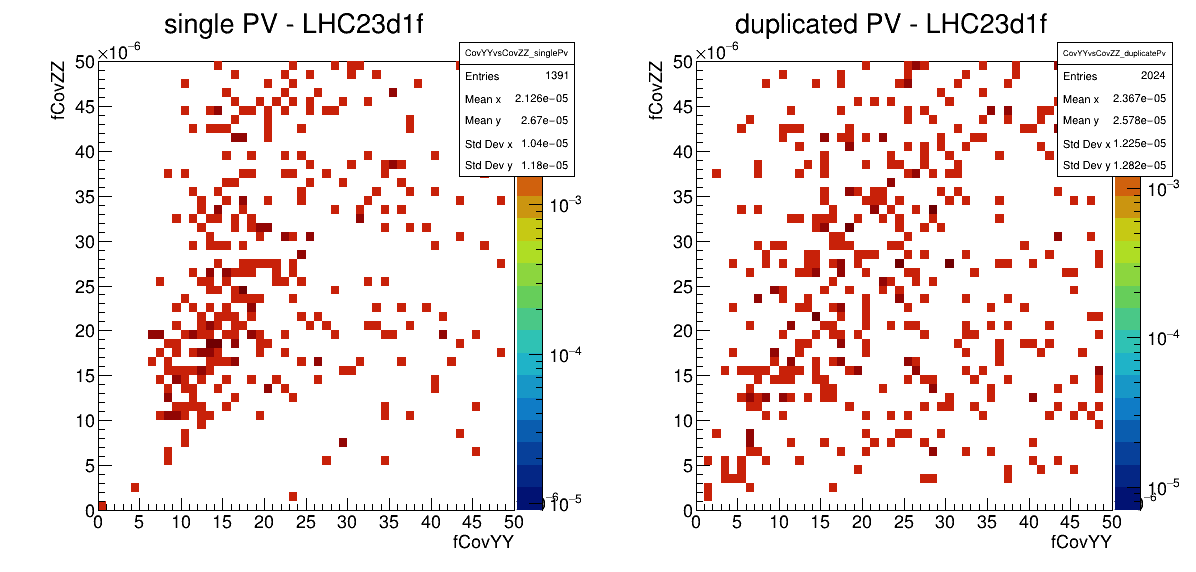 single PV - LHC23d1f
×10⁻⁶
fCovZZ
50
45
40
35
30
25
20
15
10
5
0
0 5 10 15 20 25 30 35 40 45 50
fCovYY
CovYYvsCovZZ_singlePv
Entries 1391
Mean x 2.126e−05
Mean y 2.67e−05
Std Dev x 1.04e−05
Std Dev y 1.18e−05
10⁻³
10⁻⁴
10⁻⁵
duplicated PV - LHC23d1f
×10⁻⁶
fCovZZ
50
45
40
35
30
25
20
15
10
5
0
0 5 10 15 20 25 30 35 40 45 50
fCovYY
CovYYvsCovZZ_duplicatePv
Entries 2024
Mean x 2.367e−05
Mean y 2.578e−05
Std Dev x 1.225e−05
Std Dev y 1.282e−05
10⁻³
10⁻⁴
10⁻⁵